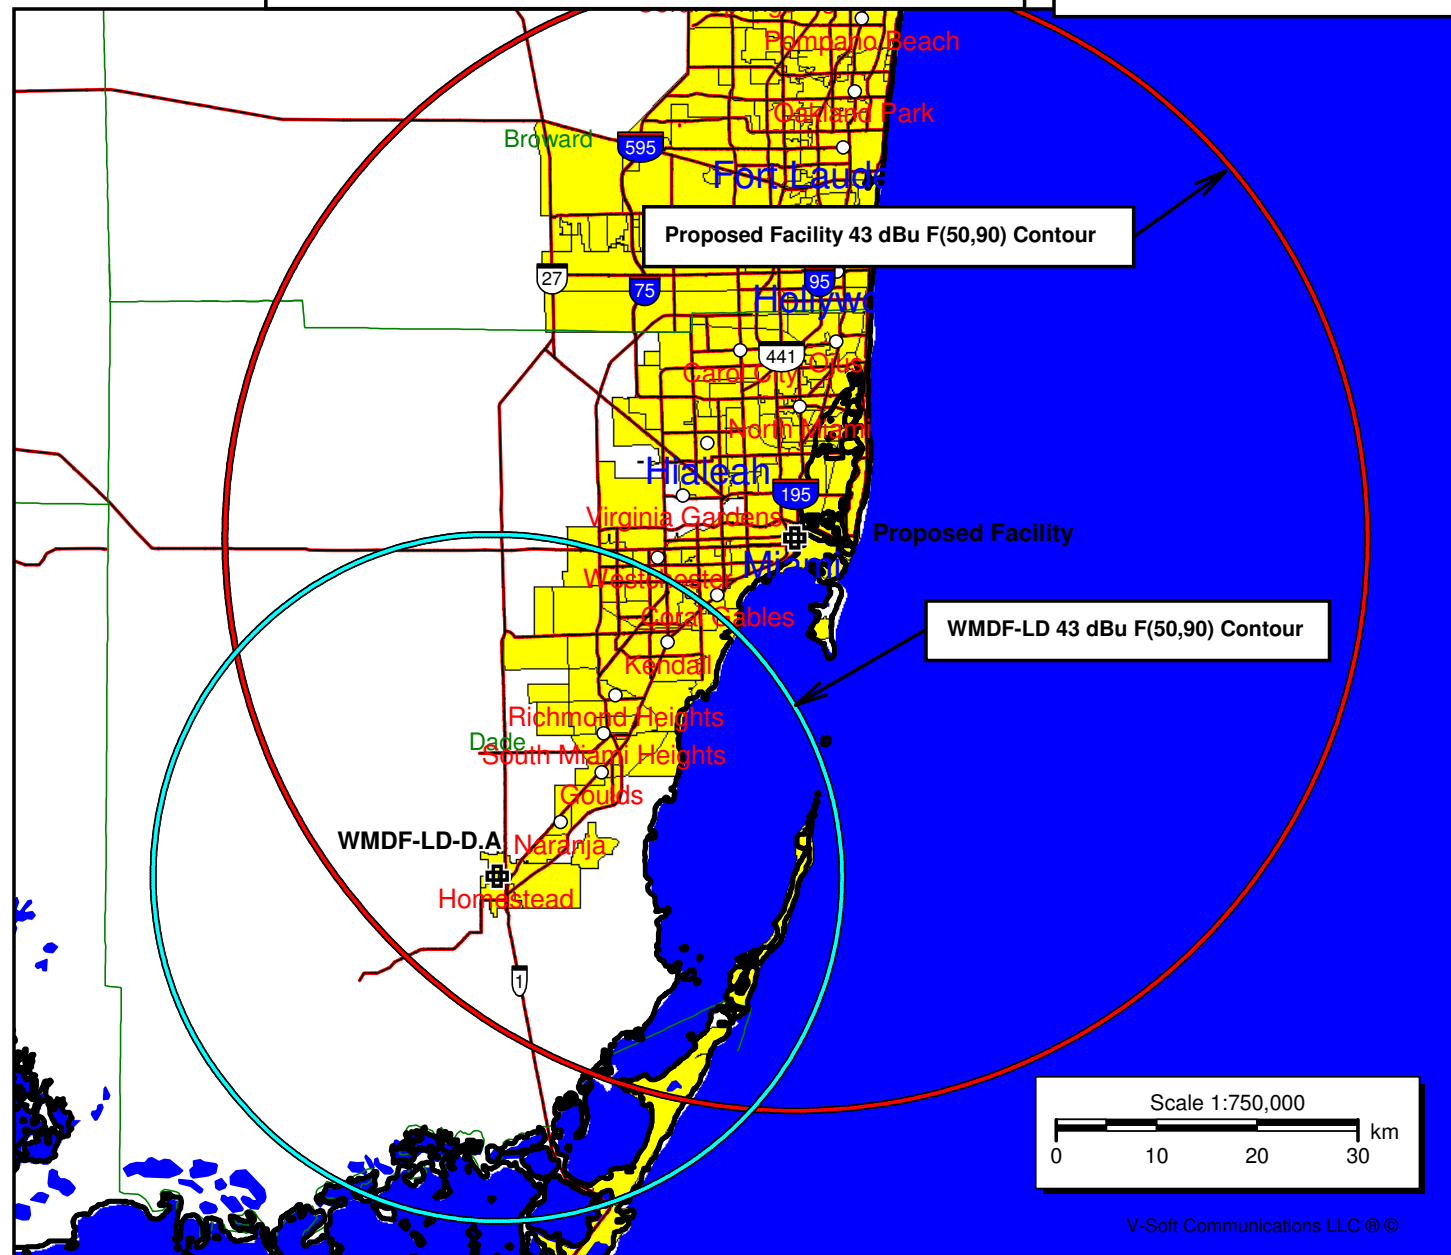 Pompano Beach
Oakland Park
Broward
595
Fort Laude
Proposed Facility 43 dBu F(50,90) Contour
27
75
95
Hollywo
441
Ojus
Carol City
North Miami
Hialeah
195
Virginia Gardens
Proposed Facility
Miami
Westchester
Coral Gables
WMDF-LD 43 dBu F(50,90) Contour
Kendall
Richmond Heights
Dade
South Miami Heights
Goulds
WMDF-LD-D.A
Naranja
Homestead
1
Scale 1:750,000
km
0 10 20 30
V-Soft Communications LLC ® ©